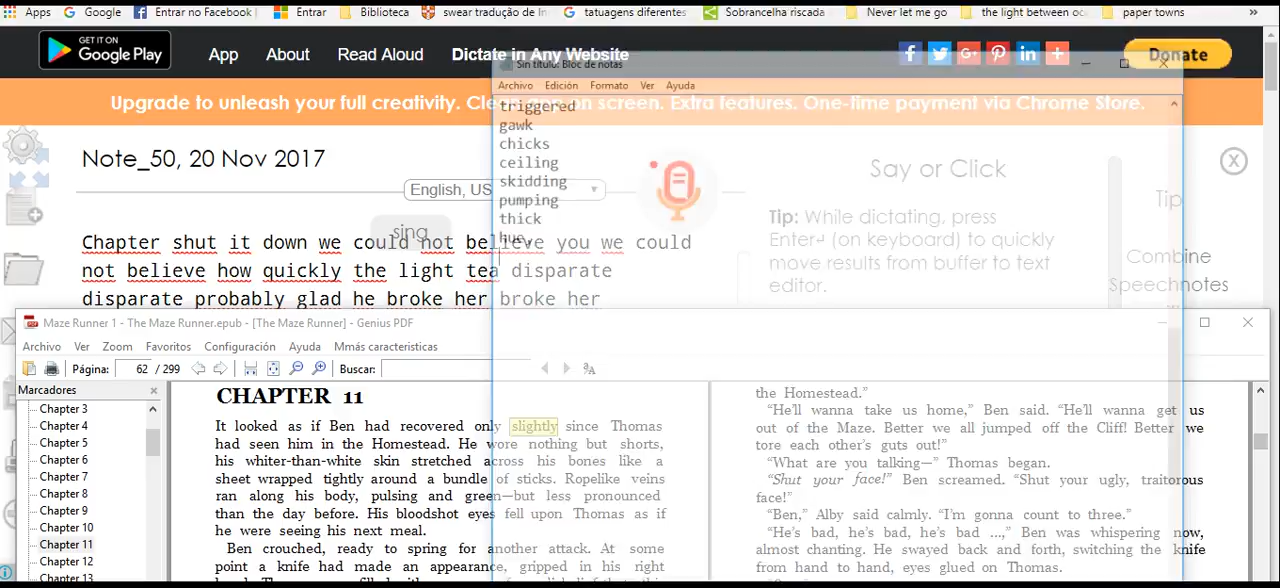 Apps Google Entrar no Facebook Entrar Biblioteca swear tradução de In tatuagens diferentes Sobrancelha riscada Never let me go the light between oce paper towns »
GET IT ON
Google Play
App About Read Aloud Dictate in Any Website
Donate
Sin título: Bloc de notas
Archivo Edición Formato Ver Ayuda
Upgrade to unleash your full creativity. Cle on screen. Extra features. One-time payment via Chrome Store.
triggered
gawk
chicks
ceiling
skidding
pumping
thick
hue,
Note_50, 20 Nov 2017
English, US
sing
Chapter shut it down we could not believe you we could
not believe how quickly the light tea disparate
disparate probably glad he broke her broke her
Say or Click
Tip: While dictating, press
Enter↵ (on keyboard) to quickly
move results from buffer to text
editor.
X
Tip
Combine
Speechnotes
Maze Runner 1 - The Maze Runner.epub - [The Maze Runner] - Genius PDF
Archivo Ver Zoom Favoritos Configuración Ayuda Mmás caracteristicas
Página: 62 / 299 Buscar:
Marcadores
Chapter 3
Chapter 4
Chapter 5
Chapter 6
Chapter 7
Chapter 8
Chapter 9
Chapter 10
Chapter 11
Chapter 12
Chapter 13
CHAPTER 11
It looked as if Ben had recovered only slightly since Thomas
had seen him in the Homestead. He wore nothing but shorts,
his whiter-than-white skin stretched across his bones like a
sheet wrapped tightly around a bundle of sticks. Ropelike veins
ran along his body, pulsing and green—but less pronounced
than the day before. His bloodshot eyes fell upon Thomas as if
he were seeing his next meal.
Ben crouched, ready to spring for another attack. At some
point a knife had made an appearance, gripped in his right
the Homestead.”
“He’ll wanna take us home,” Ben said. “He’ll wanna get us
out of the Maze. Better we all jumped off the Cliff! Better we
tore each other’s guts out!”
“What are you talking—” Thomas began.
“Shut your face!” Ben screamed. “Shut your ugly, traitorous
face!”
“Ben,” Alby said calmly. “I’m gonna count to three.”
“He’s bad, he’s bad, he’s bad ...,” Ben was whispering now,
almost chanting. He swayed back and forth, switching the knife
from hand to hand, eyes glued on Thomas.